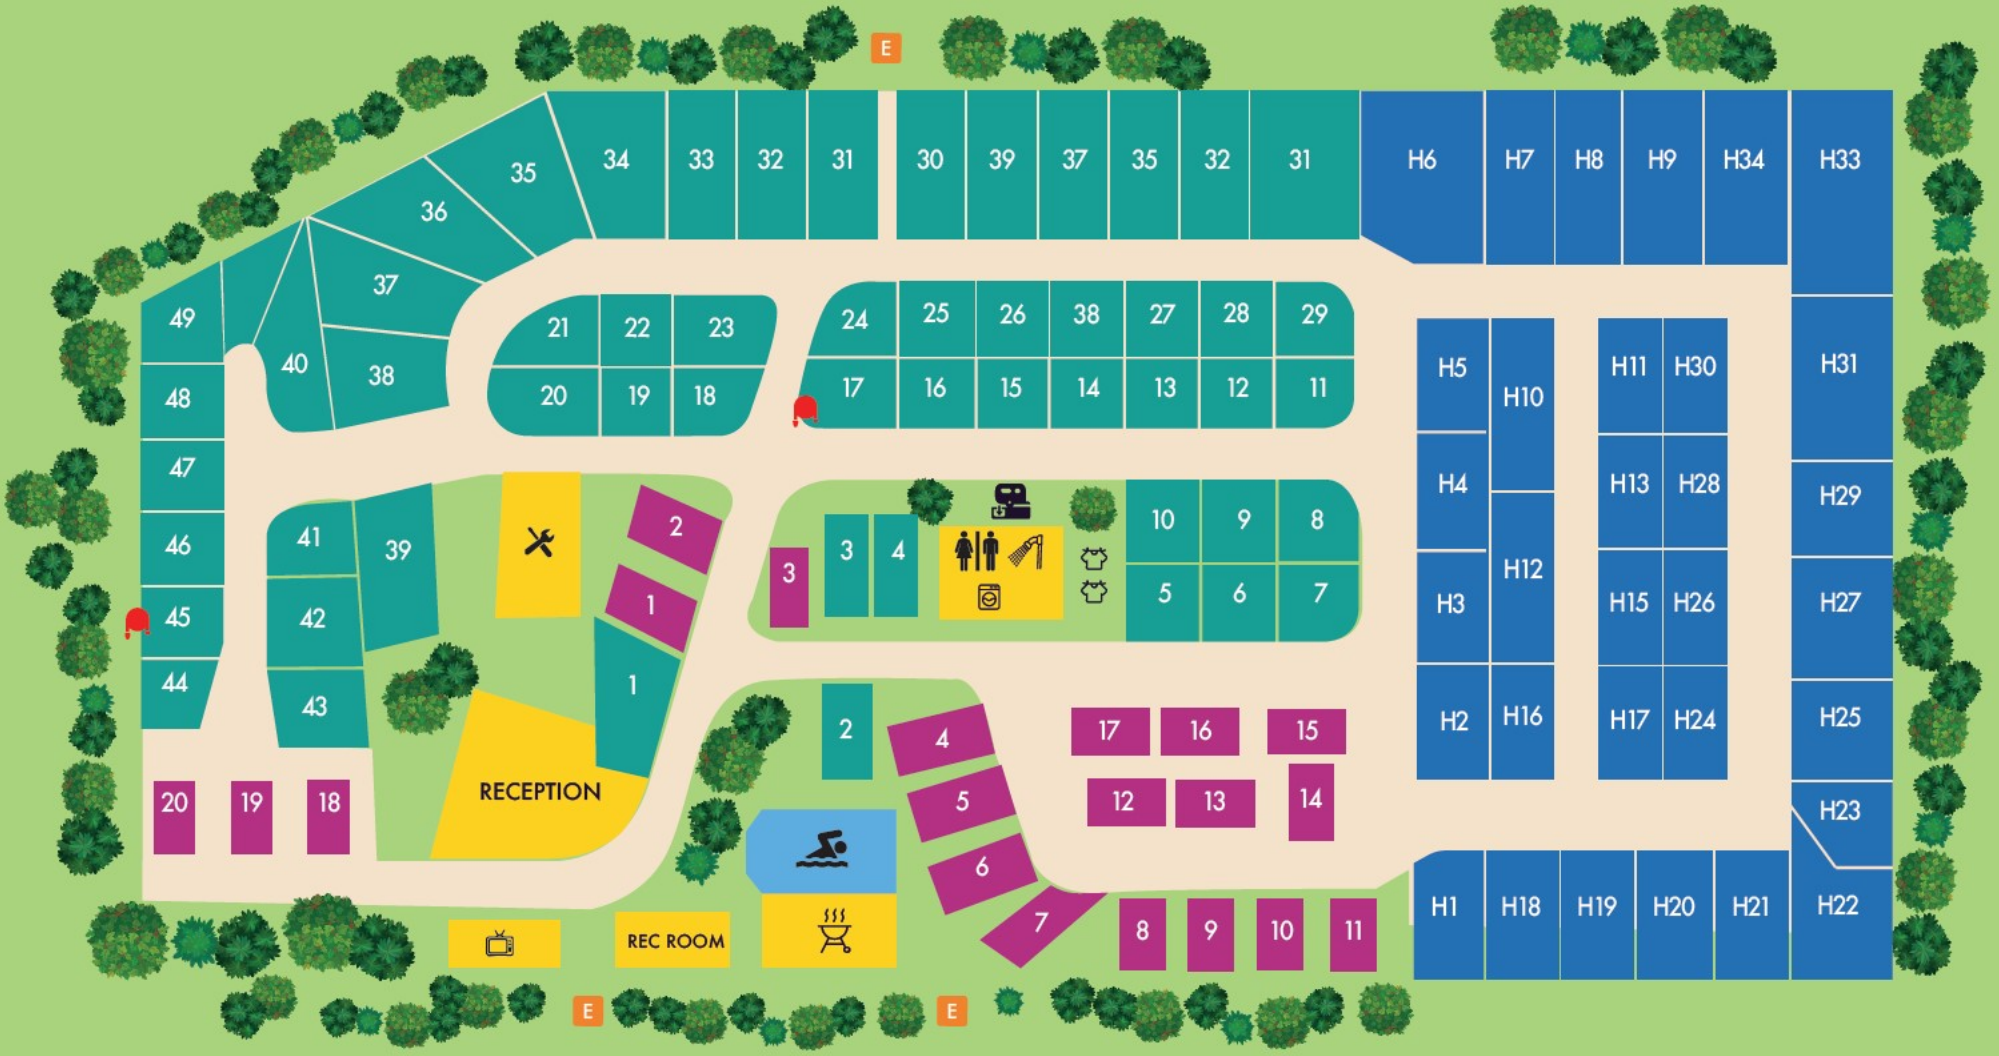 E
34 33 32 31 30 39 37 35 32 31 H6 H7 H8 H9 H34 H33
35
36
37
49
40
38
48
47
46
45
44
21 22 23
20 19 18
24 25 26 38 27 28 29
17 16 15 14 13 12 11
H5 H10 H11 H30 H31
H4 H13 H28 H29
H3 H12 H15 H26 H27
H2 H16 H17 H24 H25
H23
41 39
42
43
2
1
1
3 3 4
10 9 8
5 6 7
RECEPTION
20 19 18
2 4
5
6
7
17 16 15
12 13 14
8 9 10 11
H1 H18 H19 H20 H21 H22
REC ROOM
E E